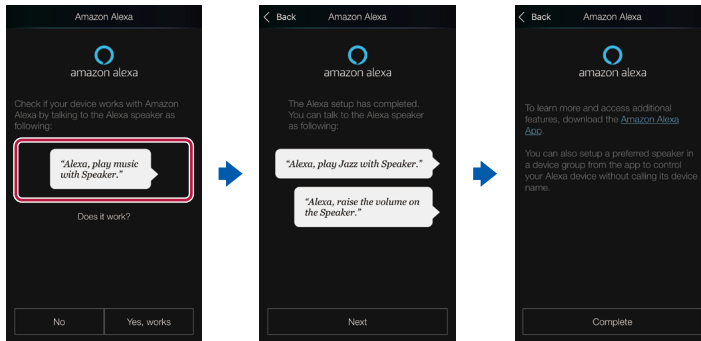 Amazon Alexa
amazon alexa
Check if your device works with Amazon
Alexa by talking to the Alexa speaker as
following:
“Alexa, play music
with Speaker.”
Does it work?
No
Yes, works
Back
Amazon Alexa
amazon alexa
The Alexa setup has completed.
You can talk to the Alexa speaker
as following:
“Alexa, play Jazz with Speaker.”
“Alexa, raise the volume on
the Speaker.”
Next
Back
Amazon Alexa
amazon alexa
To learn more and access additional
features, download the Amazon Alexa
App.
You can also setup a preferred speaker in
a device group from the app to control
your Alexa device without calling its device
name.
Complete